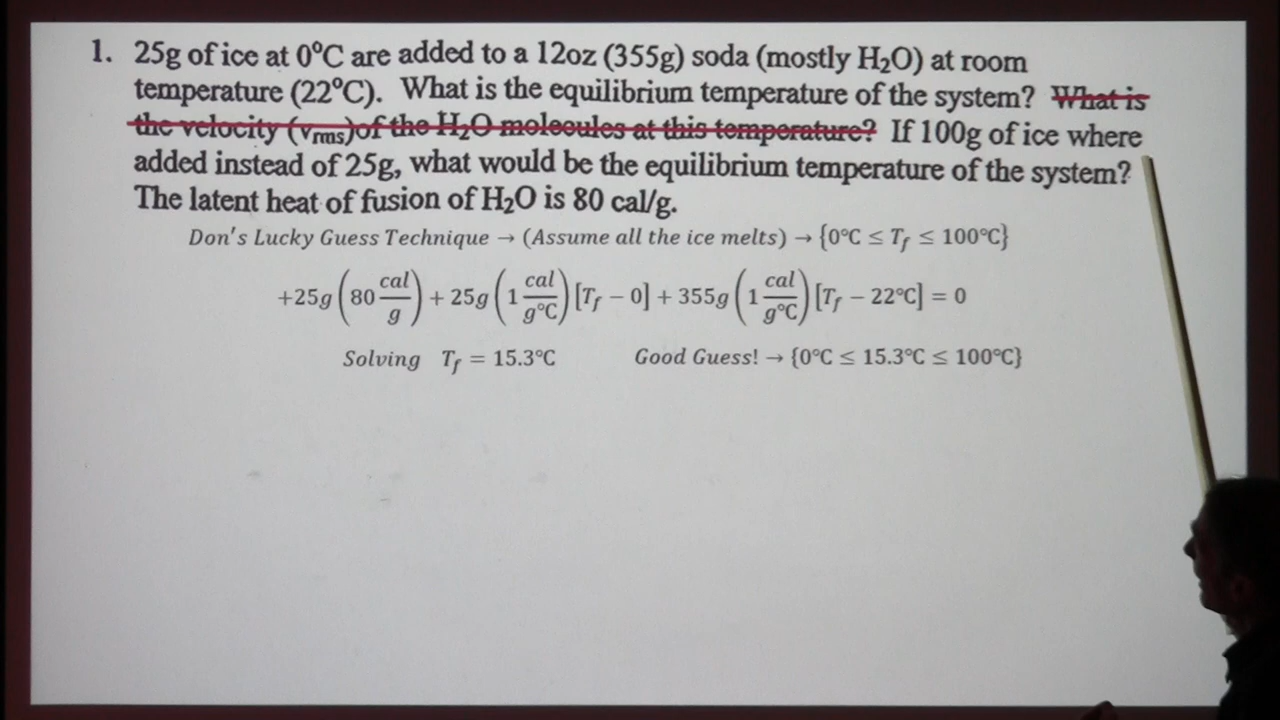 1. 25g of ice at 0°C are added to a 12oz (355g) soda (mostly H₂O) at room
temperature (22°C). What is the equilibrium temperature of the system? What is
the velocity (vrms)of the H₂O molecules at this temperature? If 100g of ice where
added instead of 25g, what would be the equilibrium temperature of the system?
The latent heat of fusion of H₂O is 80 cal/g.
Don's Lucky Guess Technique → (Assume all the ice melts) → {0°C ≤ Tf ≤ 100°C}
+25g (80 cal/g) + 25g (1 cal/g°C) [Tf − 0] + 355g (1 cal/g°C) [Tf − 22°C] = 0
Solving Tf = 15.3°C Good Guess! → {0°C ≤ 15.3°C ≤ 100°C}